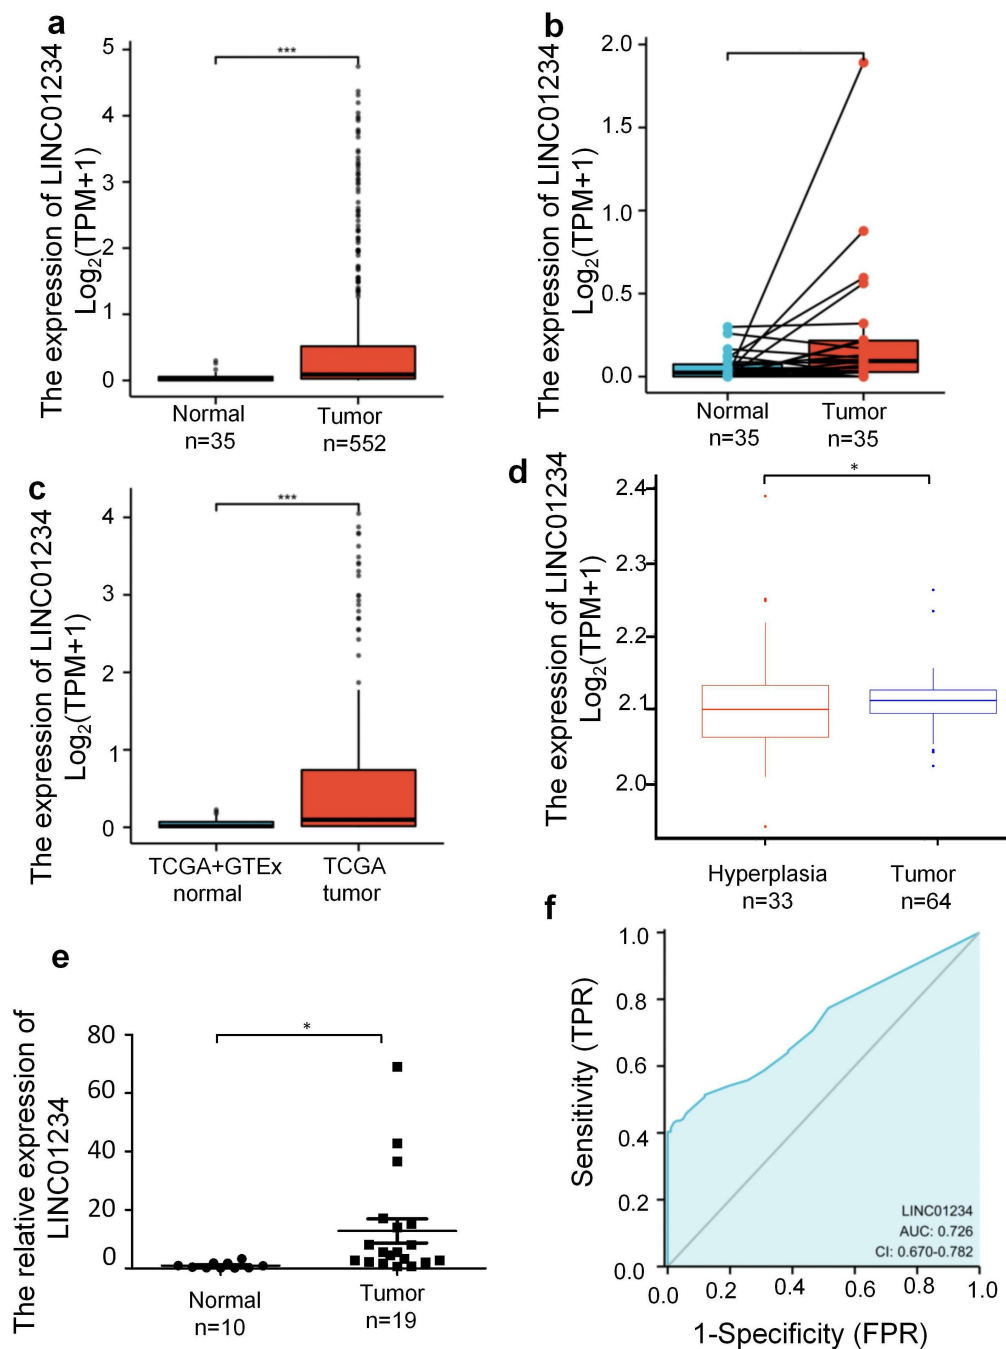 a
The expression of LINC01234
Log2(TPM+1)
5
4
3
2
1
0
***
Normal
n=35
Tumor
n=552
b
The expression of LINC01234
Log2(TPM+1)
2.0
1.5
1.0
0.5
0.0
Normal
n=35
Tumor
n=35
c
The expression of LINC01234
Log2(TPM+1)
4
3
2
1
0
***
TCGA+GTEx
normal
TCGA
tumor
d
The expression of LINC01234
Log2(TPM+1)
2.4
2.3
2.2
2.1
2.0
*
Hyperplasia
n=33
Tumor
n=64
e
The relative expression of
LINC01234
80
60
40
20
0
*
Normal
n=10
Tumor
n=19
f
Sensitivity (TPR)
1.0
0.8
0.6
0.4
0.2
0.0
LINC01234
AUC: 0.726
CI: 0.670-0.782
0.0 0.2 0.4 0.6 0.8 1.0
1-Specificity (FPR)